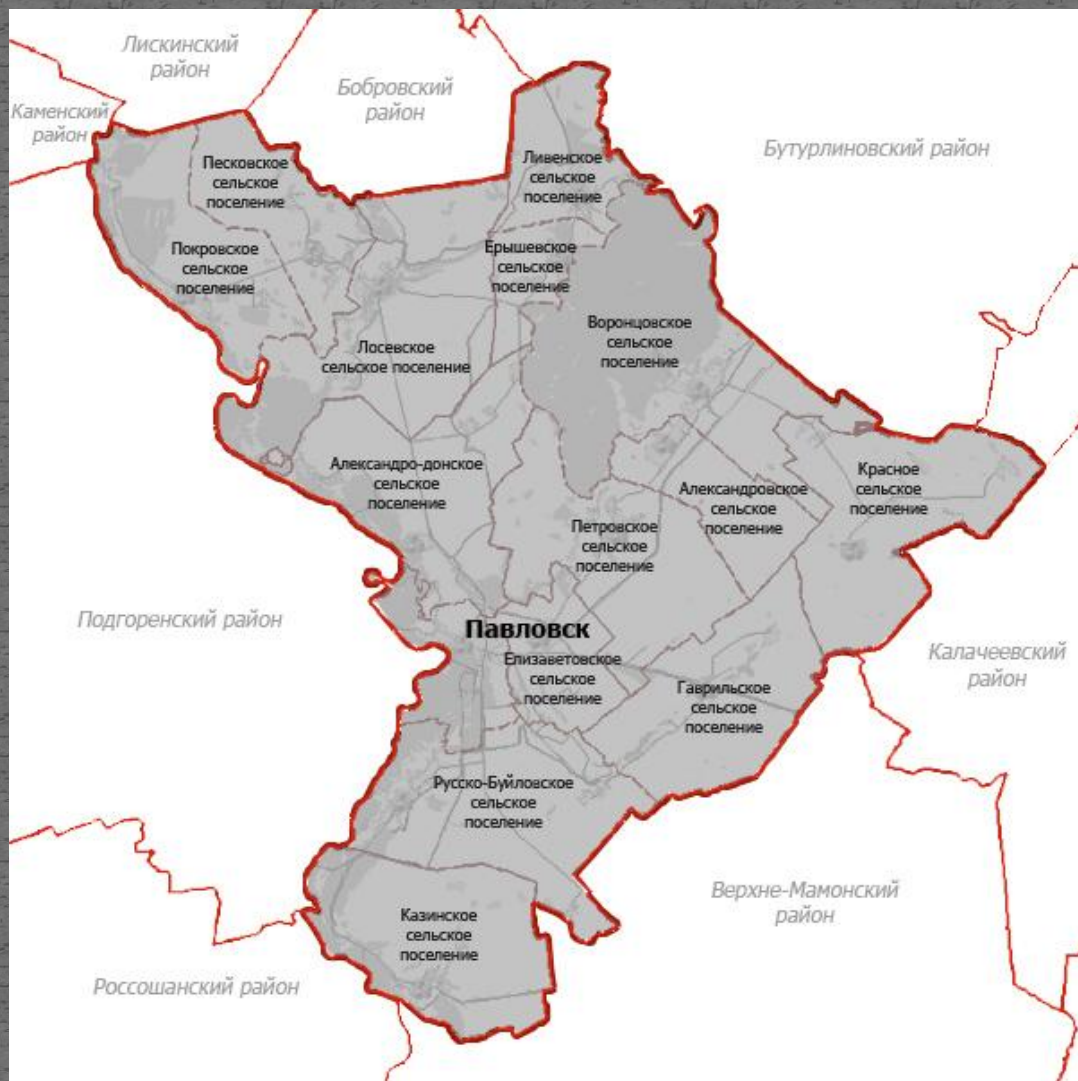 Лискинский
район
Бобровский
район
Каменский
район
Бутурлиновский район
Песковское
сельское
поселение
Ливенское
сельское
поселение
Покровское
сельское
поселение
Ерышевское
сельское
поселение
Воронцовское
сельское
поселение
Лосевское
сельское поселение
Александро-донское
сельское
поселение
Александровское
сельское
поселение
Красное
сельское
поселение
Петровское
сельское
поселение
Подгоренский район
Павловск
Елизаветовское
сельское
поселение
Гаврильское
сельское
поселение
Калачеевский
район
Русско-Буйловское
сельское
поселение
Верхне-Мамонский
район
Казинское
сельское
поселение
Россошанский район